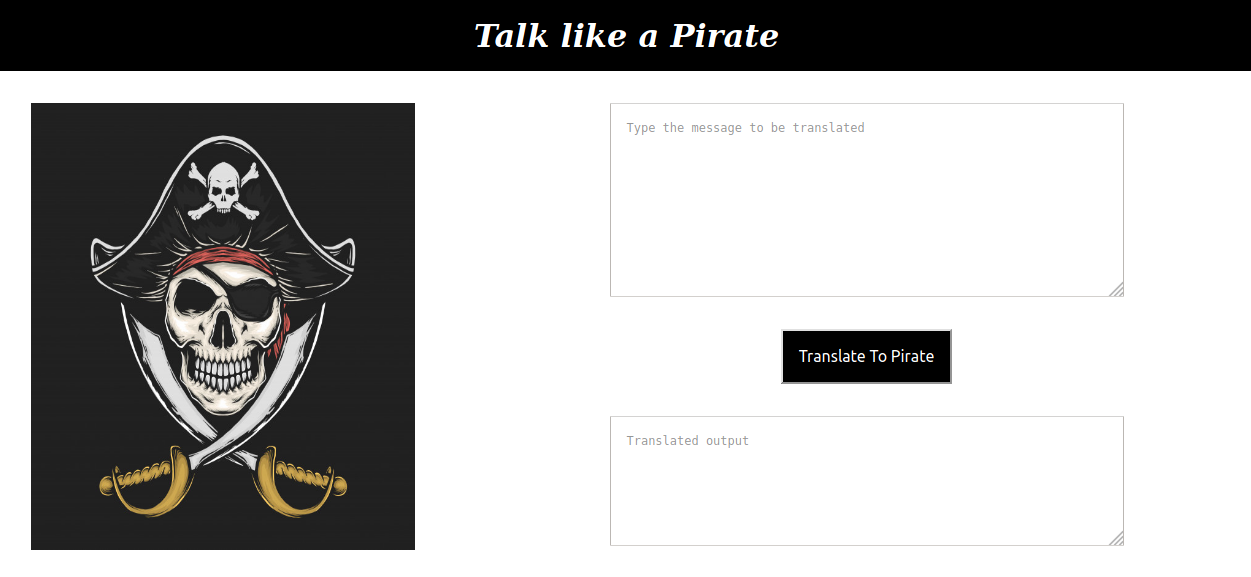 Talk like a Pirate
Type the message to be translated
Translate To Pirate
Translated output